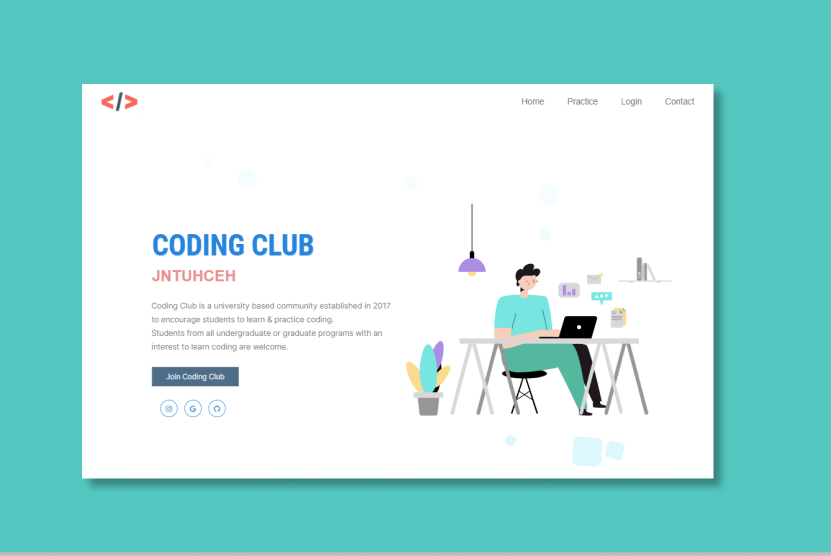 </>
Home Practice Login Contact
CODING CLUB
JNTUHCEH
Coding Club is a university based community established in 2017
to encourage students to learn & practice coding.
Students from all undergraduate or graduate programs with an
interest to learn coding are welcome.
Join Coding Club